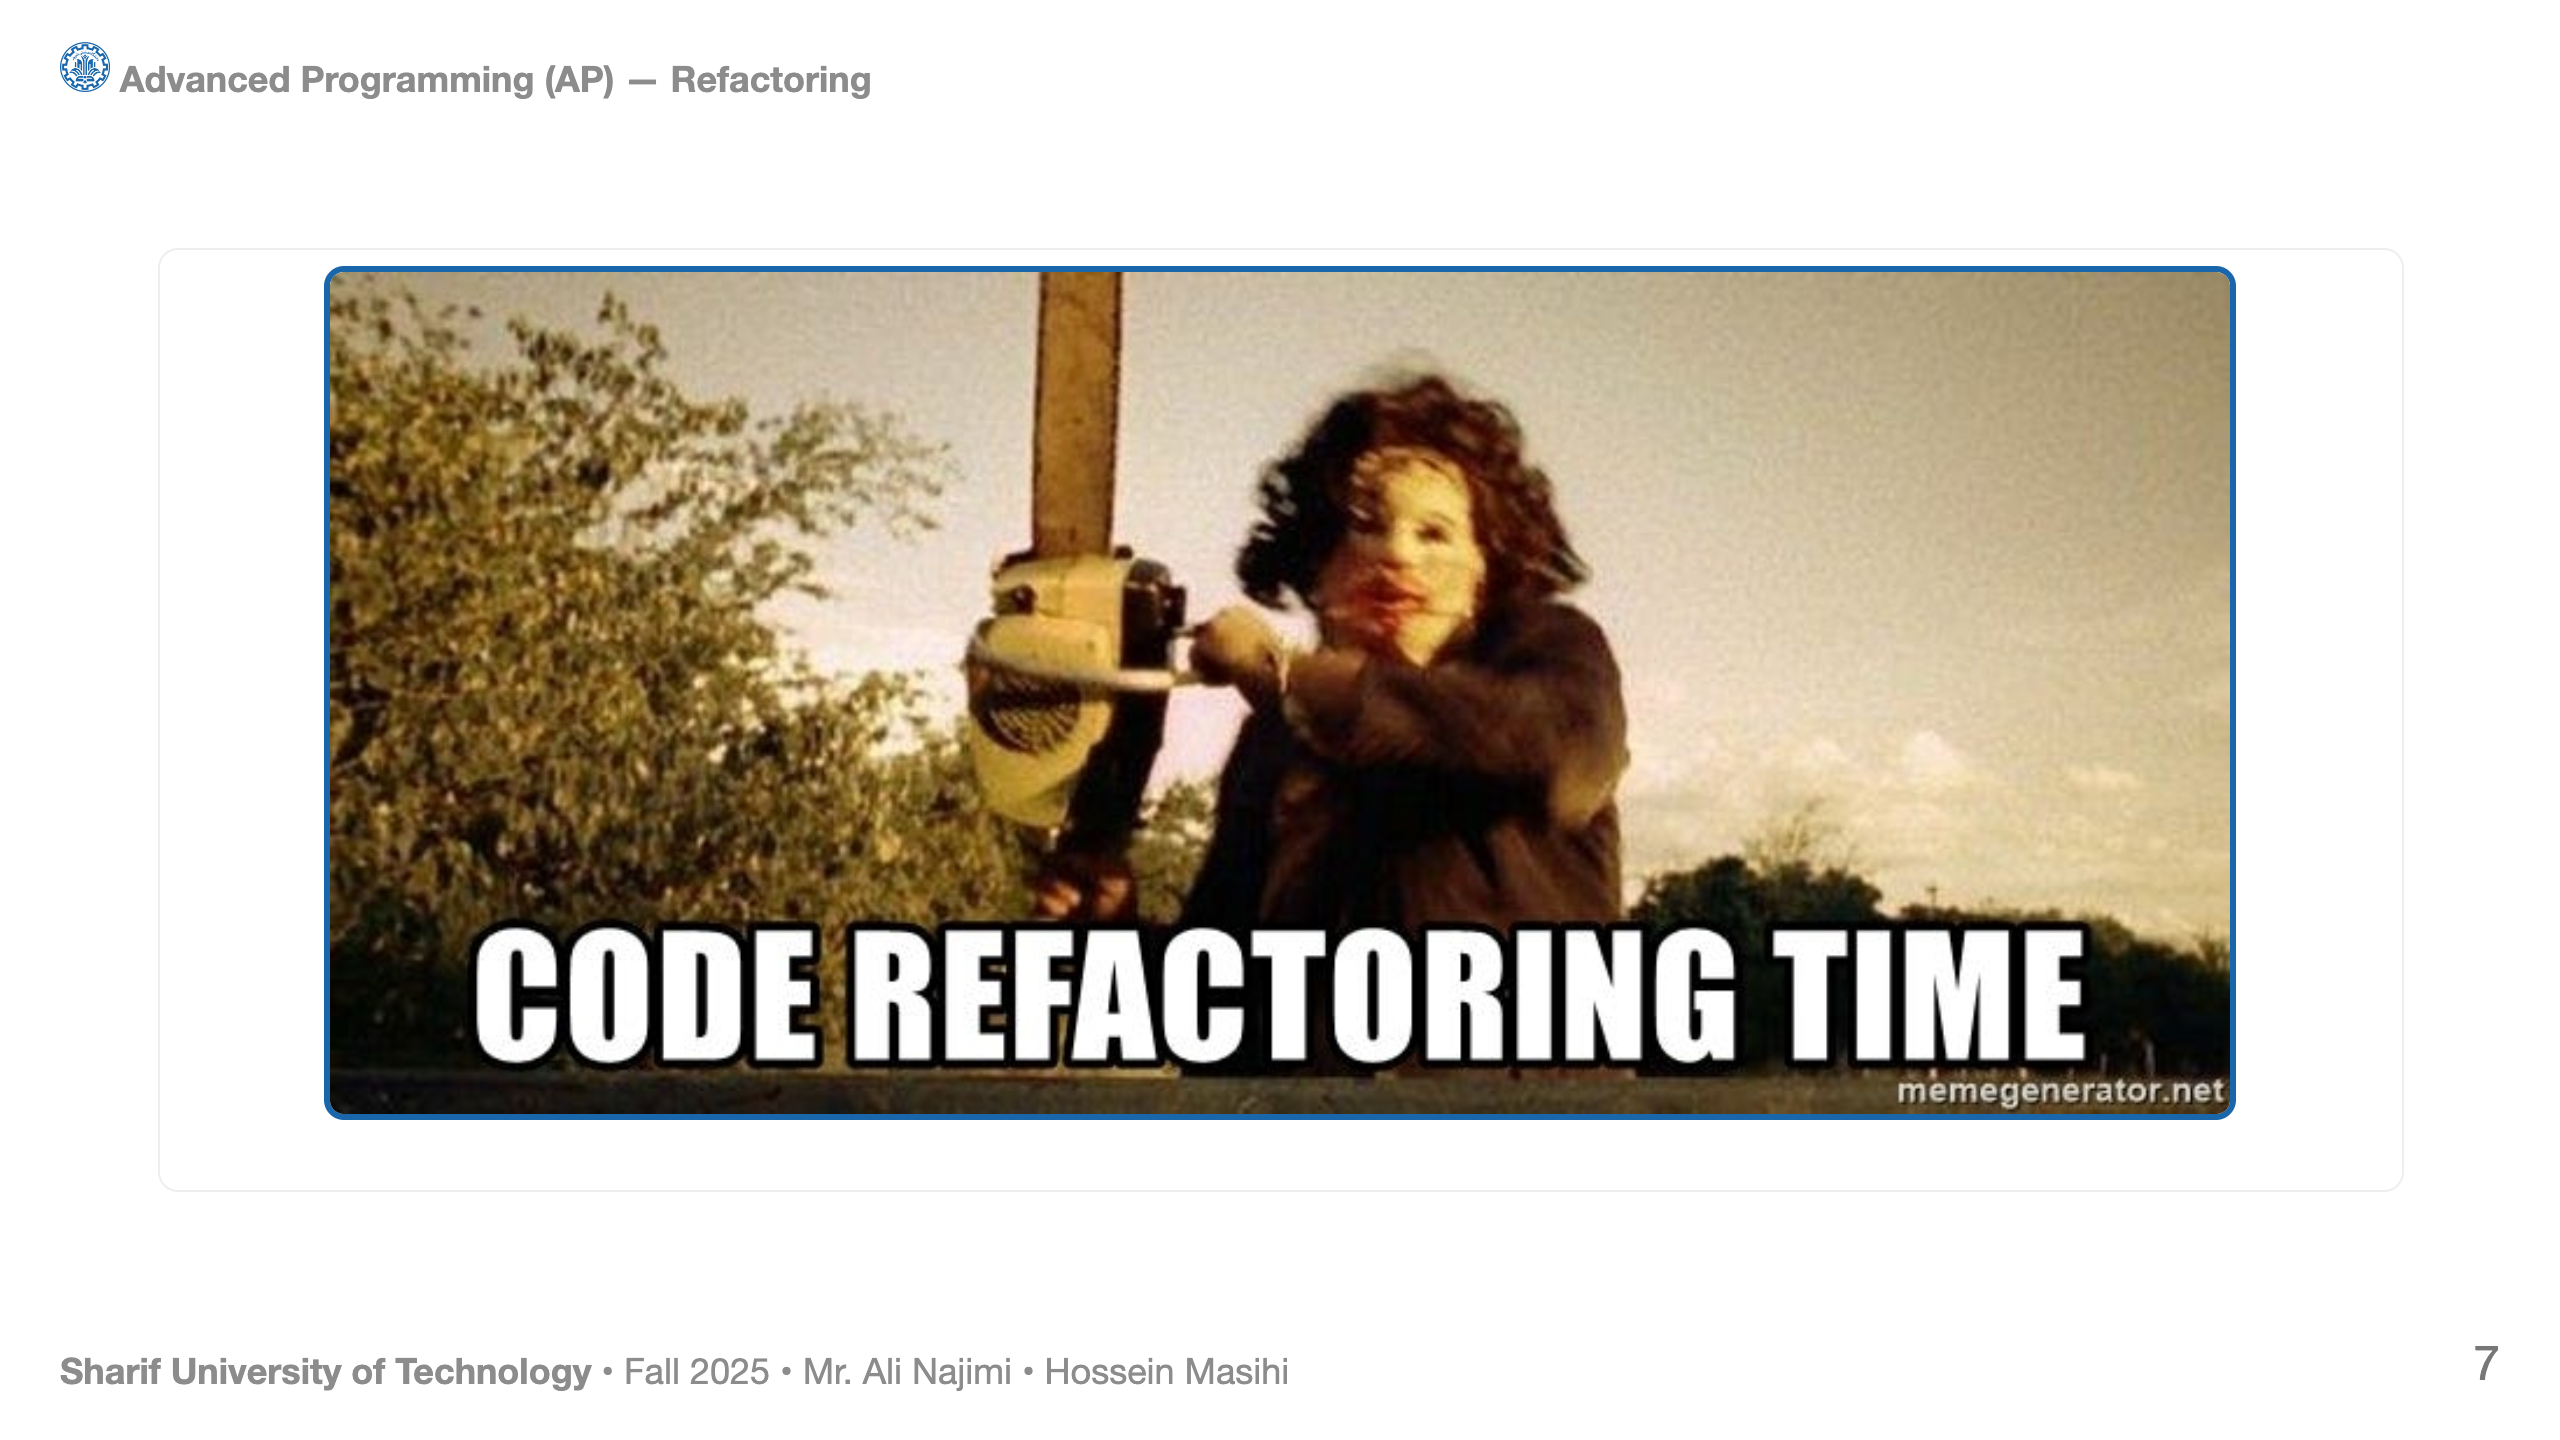 Advanced Programming (AP) — Refactoring
CODE REFACTORING TIME
memegenerator.net
Sharif University of Technology • Fall 2025 • Mr. Ali Najimi • Hossein Masihi
7